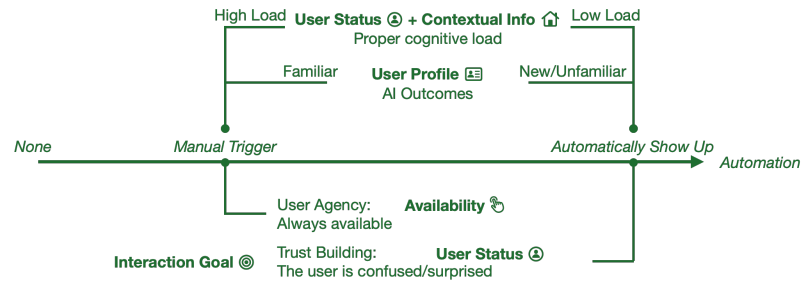 High Load User Status + Contextual Info Low Load
Proper cognitive load
Familiar User Profile New/Unfamiliar
AI Outcomes
None Manual Trigger Automatically Show Up
Automation
User Agency: Availability
Always available
Trust Building: User Status
Interaction Goal
The user is confused/surprised